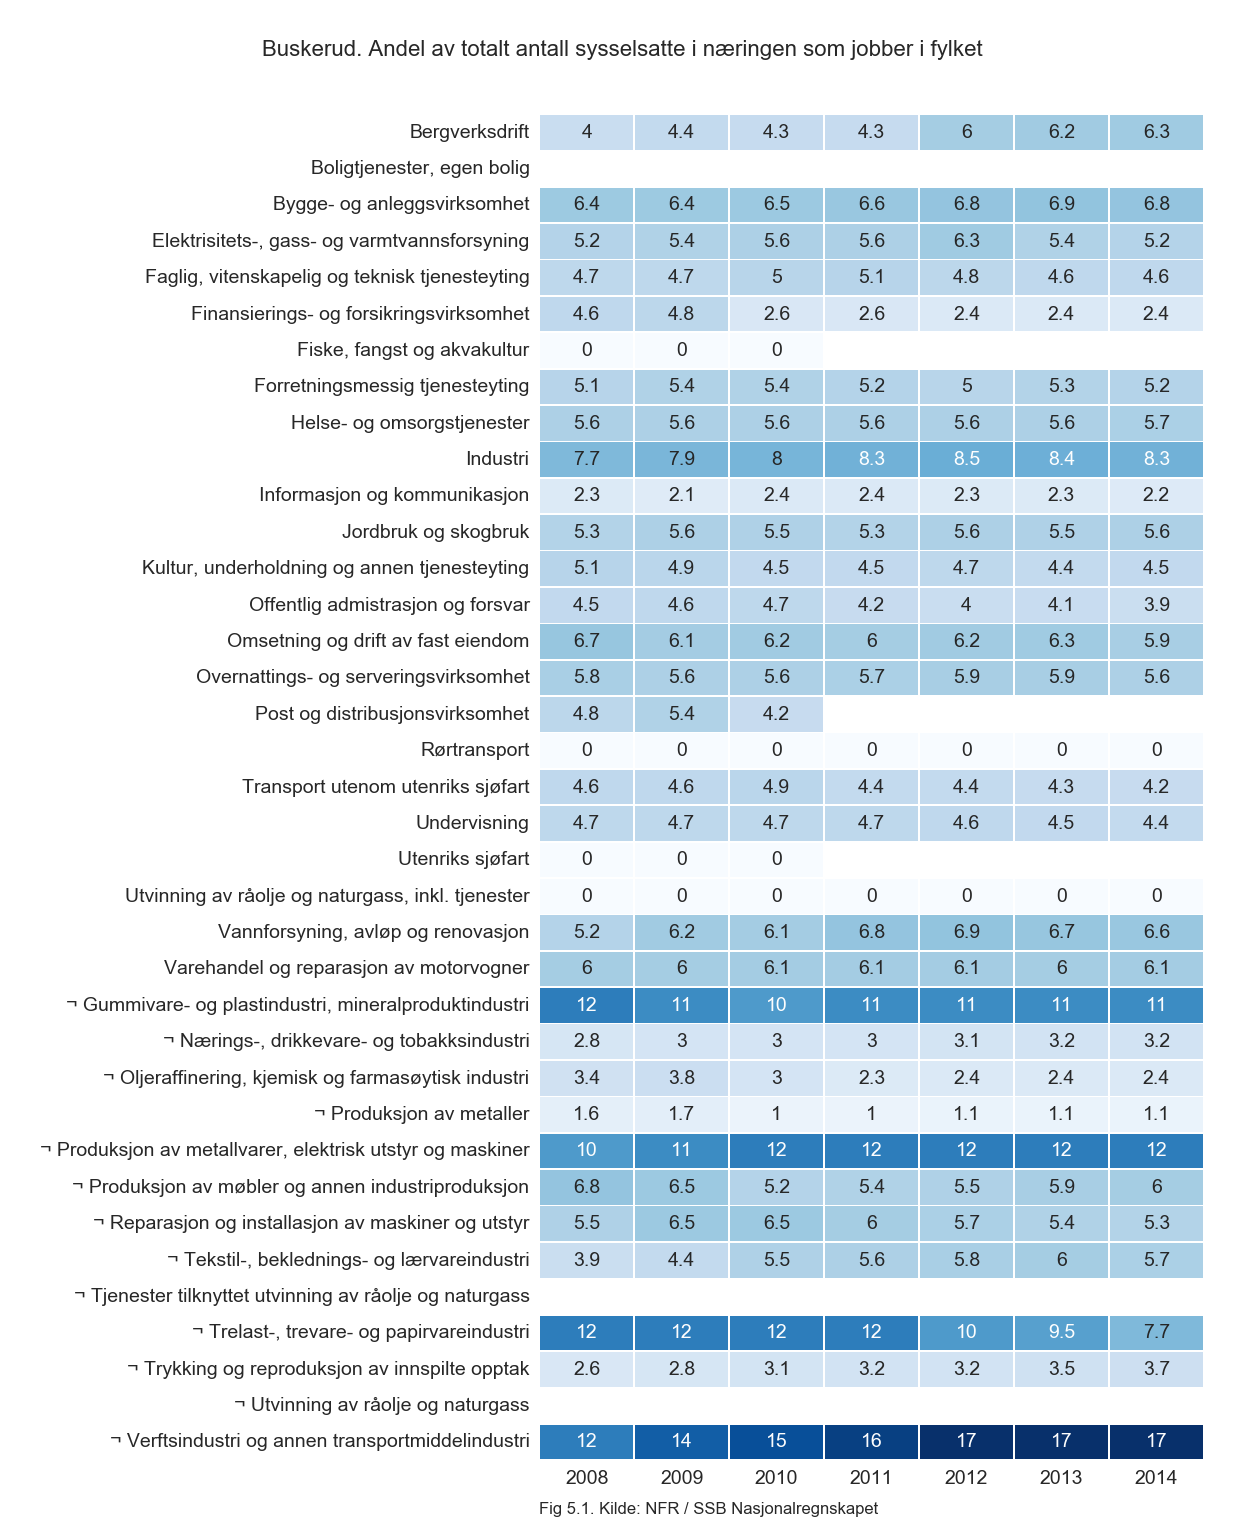 Buskerud. Andel av totalt antall sysselsatte i næringen som jobber i fylket
Bergverksdrift 4 4.4 4.3 4.3 6 6.2 6.3
Boligtjenester, egen bolig
Bygge- og anleggsvirksomhet 6.4 6.4 6.5 6.6 6.8 6.9 6.8
Elektrisitets-, gass- og varmtvannsforsyning 5.2 5.4 5.6 5.6 6.3 5.4 5.2
Faglig, vitenskapelig og teknisk tjenesteyting 4.7 4.7 5 5.1 4.8 4.6 4.6
Finansierings- og forsikringsvirksomhet 4.6 4.8 2.6 2.6 2.4 2.4 2.4
Fiske, fangst og akvakultur 0 0 0
Forretningsmessig tjenesteyting 5.1 5.4 5.4 5.2 5 5.3 5.2
Helse- og omsorgstjenester 5.6 5.6 5.6 5.6 5.6 5.6 5.7
Industri 7.7 7.9 8 8.3 8.5 8.4 8.3
Informasjon og kommunikasjon 2.3 2.1 2.4 2.4 2.3 2.3 2.2
Jordbruk og skogbruk 5.3 5.6 5.5 5.3 5.6 5.5 5.6
Kultur, underholdning og annen tjenesteyting 5.1 4.9 4.5 4.5 4.7 4.4 4.5
Offentlig admistrasjon og forsvar 4.5 4.6 4.7 4.2 4 4.1 3.9
Omsetning og drift av fast eiendom 6.7 6.1 6.2 6 6.2 6.3 5.9
Overnattings- og serveringsvirksomhet 5.8 5.6 5.6 5.7 5.9 5.9 5.6
Post og distribusjonsvirksomhet 4.8 5.4 4.2
Rørtransport 0 0 0 0 0 0 0
Transport utenom utenriks sjøfart 4.6 4.6 4.9 4.4 4.4 4.3 4.2
Undervisning 4.7 4.7 4.7 4.7 4.6 4.5 4.4
Utenriks sjøfart 0 0 0
Utvinning av råolje og naturgass, inkl. tjenester 0 0 0 0 0 0 0
Vannforsyning, avløp og renovasjon 5.2 6.2 6.1 6.8 6.9 6.7 6.6
Varehandel og reparasjon av motorvogner 6 6 6.1 6.1 6.1 6 6.1
¬ Gummivare- og plastindustri, mineralproduktindustri 12 11 10 11 11 11 11
¬ Nærings-, drikkevare- og tobakksindustri 2.8 3 3 3 3.1 3.2 3.2
¬ Oljeraffinering, kjemisk og farmasøytisk industri 3.4 3.8 3 2.3 2.4 2.4 2.4
¬ Produksjon av metaller 1.6 1.7 1 1 1.1 1.1 1.1
¬ Produksjon av metallvarer, elektrisk utstyr og maskiner 10 11 12 12 12 12 12
¬ Produksjon av møbler og annen industriproduksjon 6.8 6.5 5.2 5.4 5.5 5.9 6
¬ Reparasjon og installasjon av maskiner og utstyr 5.5 6.5 6.5 6 5.7 5.4 5.3
¬ Tekstil-, beklednings- og lærvareindustri 3.9 4.4 5.5 5.6 5.8 6 5.7
¬ Tjenester tilknyttet utvinning av råolje og naturgass
¬ Trelast-, trevare- og papirvareindustri 12 12 12 12 10 9.5 7.7
¬ Trykking og reproduksjon av innspilte opptak 2.6 2.8 3.1 3.2 3.2 3.5 3.7
¬ Utvinning av råolje og naturgass
¬ Verftsindustri og annen transportmiddelindustri 12 14 15 16 17 17 17
2008 2009 2010 2011 2012 2013 2014
Fig 5.1. Kilde: NFR / SSB Nasjonalregnskapet